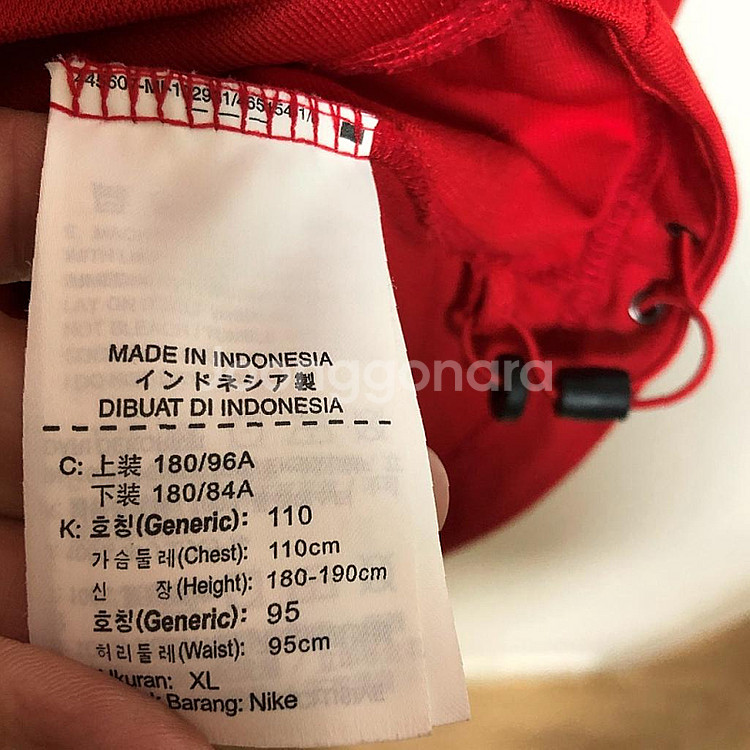 MADE IN INDONESIA
インドネシア製
DIBUAT DI INDONESIA
C: 上装 180/96A
下装 180/84A
K: 호칭(Generic): 110
가슴둘레(Chest): 110cm
신 장(Height): 180-190cm
호칭(Generic): 95
허리둘레(Waist): 95cm
Ukuran: XL
Barang: Nike